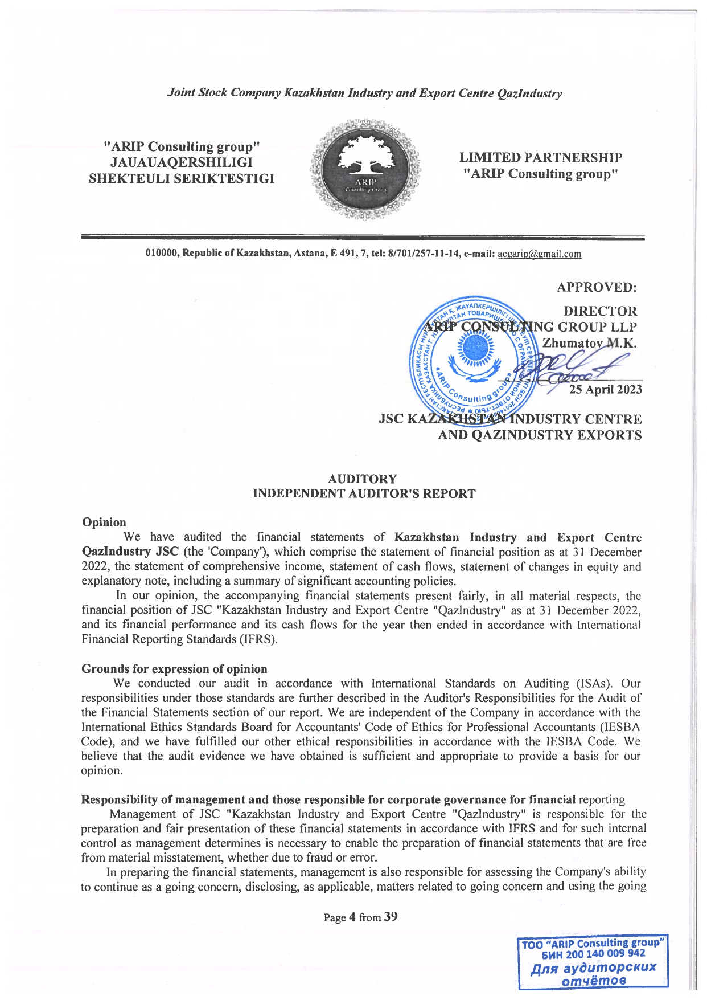 Joint Stock Company Kazakhstan Industry and Export Centre QazIndustry
"ARIP Consulting group"
JAUAUAQERSHILIGI
SHEKTEULI SERIKTESTIGI
ARIP
Consulting Group
LIMITED PARTNERSHIP
"ARIP Consulting group"
010000, Republic of Kazakhstan, Astana, E 491, 7, tel: 8/701/257-11-14, e-mail: acgarip@gmail.com
APPROVED:
DIRECTOR
ARIP CONSULTING GROUP LLP
Zhumatov M.K.
«ARIP Consulting group»
25 April 2023
JSC KAZAKHSTAN INDUSTRY CENTRE
AND QAZINDUSTRY EXPORTS
AUDITORY
INDEPENDENT AUDITOR'S REPORT
Opinion
We have audited the financial statements of Kazakhstan Industry and Export Centre
QazIndustry JSC (the 'Company'), which comprise the statement of financial position as at 31 December
2022, the statement of comprehensive income, statement of cash flows, statement of changes in equity and
explanatory note, including a summary of significant accounting policies.
In our opinion, the accompanying financial statements present fairly, in all material respects, the
financial position of JSC "Kazakhstan Industry and Export Centre "QazIndustry" as at 31 December 2022,
and its financial performance and its cash flows for the year then ended in accordance with International
Financial Reporting Standards (IFRS).
Grounds for expression of opinion
We conducted our audit in accordance with International Standards on Auditing (ISAs). Our
responsibilities under those standards are further described in the Auditor's Responsibilities for the Audit of
the Financial Statements section of our report. We are independent of the Company in accordance with the
International Ethics Standards Board for Accountants' Code of Ethics for Professional Accountants (IESBA
Code), and we have fulfilled our other ethical responsibilities in accordance with the IESBA Code. We
believe that the audit evidence we have obtained is sufficient and appropriate to provide a basis for our
opinion.
Responsibility of management and those responsible for corporate governance for financial reporting
Management of JSC "Kazakhstan Industry and Export Centre "QazIndustry" is responsible for the
preparation and fair presentation of these financial statements in accordance with IFRS and for such internal
control as management determines is necessary to enable the preparation of financial statements that are free
from material misstatement, whether due to fraud or error.
In preparing the financial statements, management is also responsible for assessing the Company's ability
to continue as a going concern, disclosing, as applicable, matters related to going concern and using the going
Page 4 from 39
ТОО "ARIP Consulting group"
БИН 200 140 009 942
Для аудиторских
отчётов